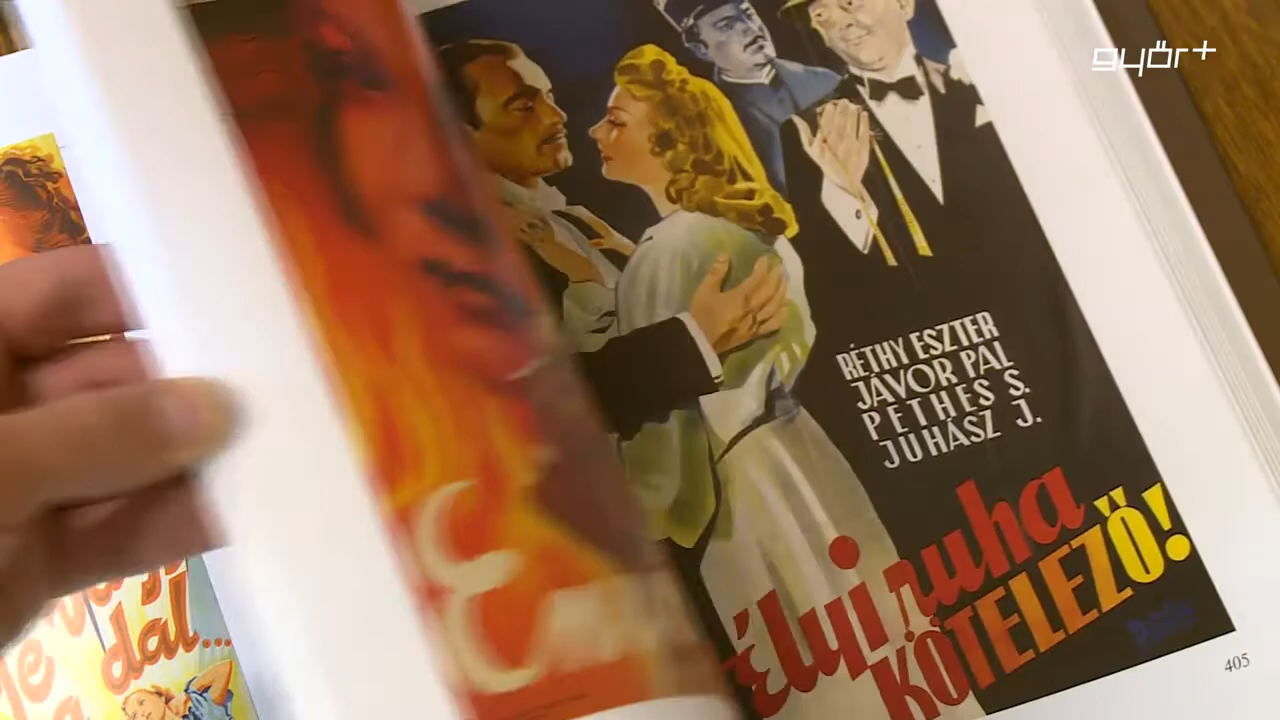 győr+
RÉTHY ESZTER
JÁVOR PÁL
PETHES S.
JUHÁSZ J.
Estélyi ruha
KÖTELEZŐ!
405
dal...